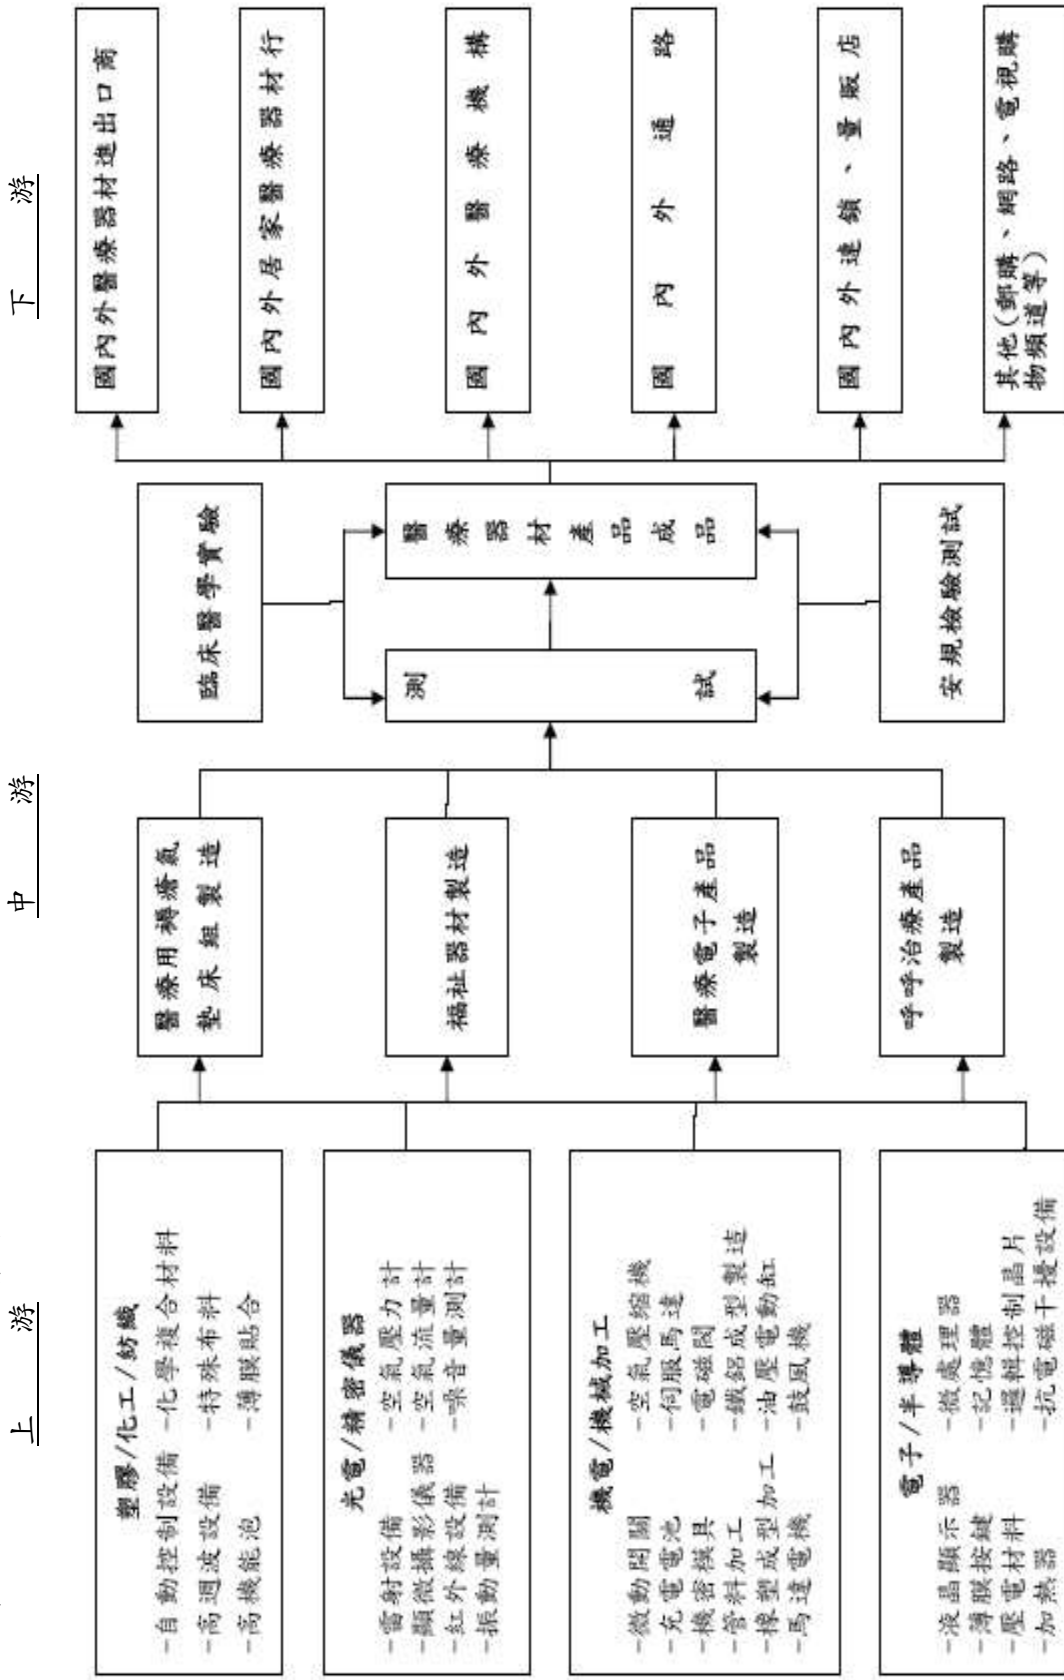 上 游
中 游
下 游
塑膠/化工/紡織
-自動控制設備 -化學複合材料
-高週波設備 -特殊布料
-高機能泡 -薄膜貼合
光電/精密儀器
-雷射設備 -空氣壓力計
-顯微攝影儀器 -空氣流量計
-紅外線設備 -噪音量測計
-振動量測計
機電/機械加工
-微動開關 -空氣壓縮機
-充電電池 -伺服馬達
-機密模具 -電磁閥
-管料加工 -鐵鋁成型製造
-橡塑成型加工 -油壓電動缸
-馬達電機 -鼓風機
電子/半導體
-液晶顯示器 -微處理器
-薄膜按鍵 -記憶體
-壓電材料 -邏輯控制晶片
-加熱器 -抗電磁干擾設備
醫療用褥瘡氣
墊床組製造
福祉器材製造
醫療電子產品
製造
呼呼治療產品
製造
臨床醫學實驗
測 試
醫療器材產品成品
安規檢驗測試
國內外醫療器材進出口商
國內外居家醫療器材行
國內外醫療機構
國內外通路
國內外連鎖、量販店
其他(郵購、網路、電視購
物頻道等)